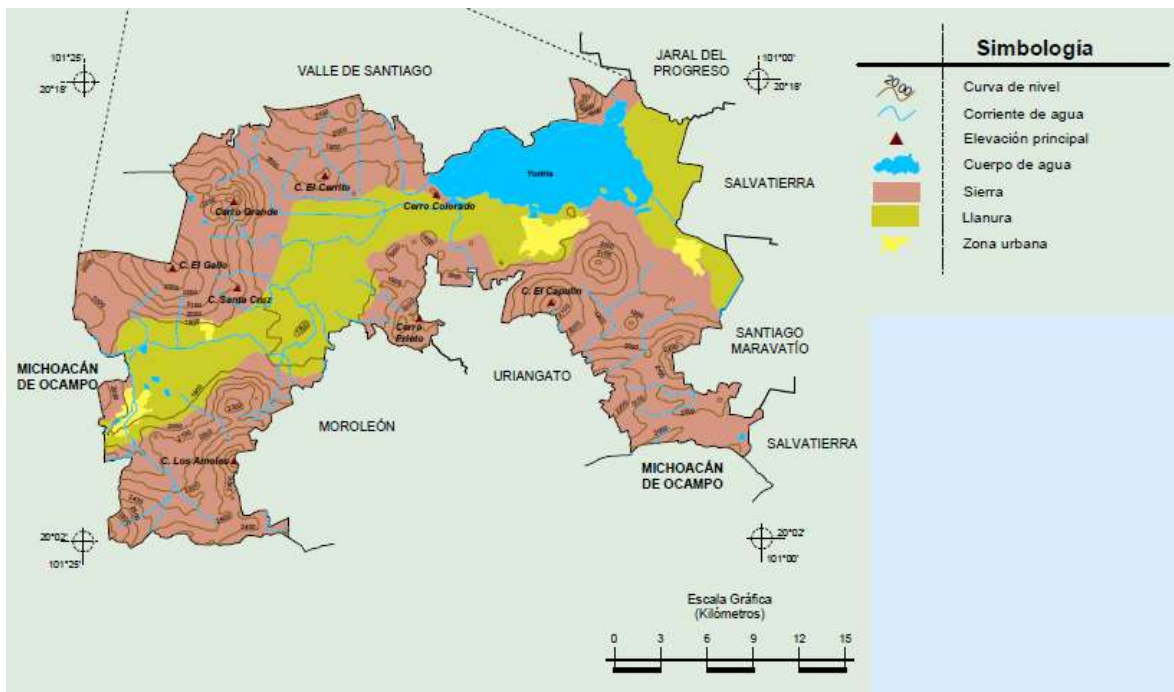 101°25'
20°18'
VALLE DE SANTIAGO
JARAL DEL
PROGRESO
101°00'
20°18'
Simbología
2000
Curva de nivel
Corriente de agua
Elevación principal
Cuerpo de agua
Sierra
Llanura
Zona urbana
Yuriria
SALVATIERRA
C. El Cerrito
Cerro Colorado
Cerro Grande
C. El Gallo
C. Santa Cruz
C. El Capulín
Cerro
Prieto
SANTIAGO
MARAVATÍO
MICHOACÁN
DE OCAMPO
URIANGATO
MOROLEÓN
SALVATIERRA
C. Los Amoles
MICHOACÁN
DE OCAMPO
20°02'
101°25'
20°02'
101°00'
Escala Gráfica
(Kilómetros)
0 3 6 9 12 15